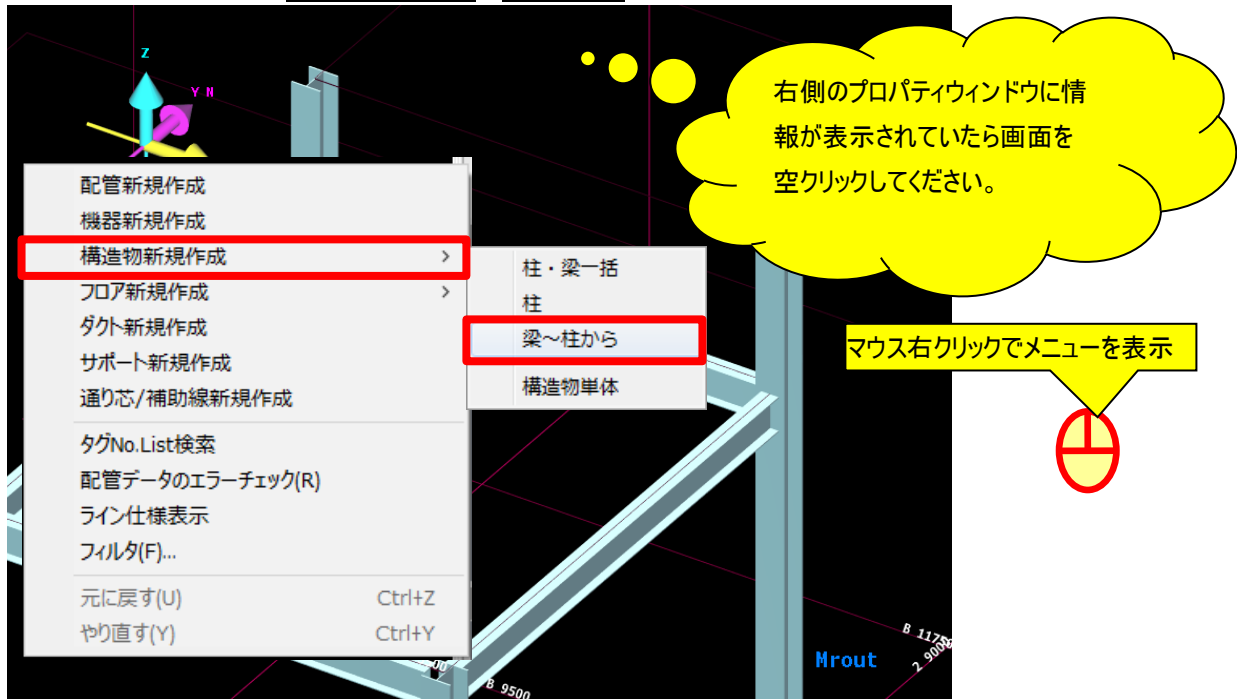 Z
Y N
右側のプロパティウィンドウに情
報が表示されていたら画面を
空クリックしてください。
配管新規作成
機器新規作成
構造物新規作成 >
フロア新規作成 >
ダクト新規作成
サポート新規作成
通り芯/補助線新規作成
タグNo.List検索
配管データのエラーチェック(R)
ライン仕様表示
フィルタ(F)...
元に戻す(U) Ctrl+Z
やり直す(Y) Ctrl+Y
柱・梁一括
柱
梁～柱から
構造物単体
マウス右クリックでメニューを表示
B 11750
2 9000
Mrout
B 9500